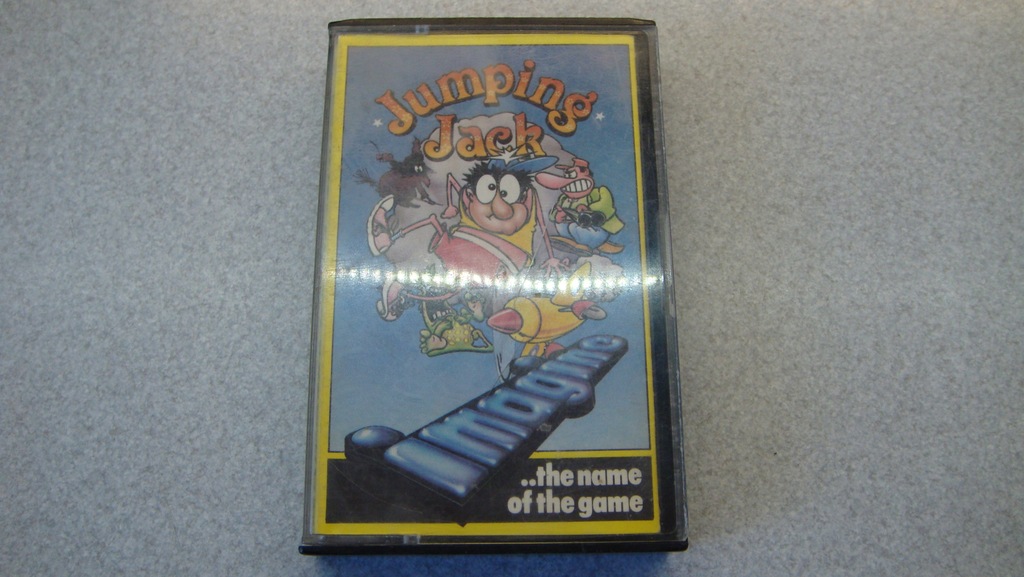 Jumping
Jack
imagine
..the name
of the game